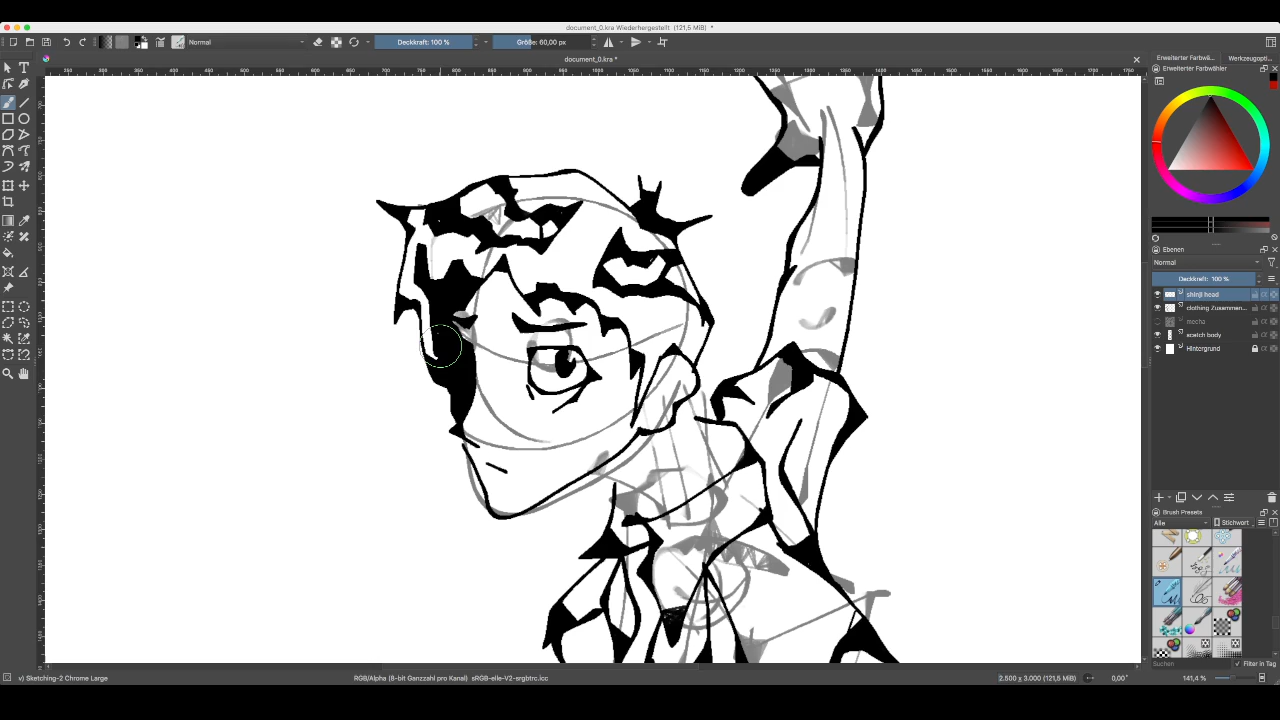 document_0.kra Wiederhergestellt (121,5 MiB) *
Normal
Deckkraft: 100 %
Größe: 60,00 px
document_0.kra *
Erweiterter Farbwä...
Werkzeugopti...
Erweiterter Farbwähler
Ebenen
Normal
Deckkraft: 100 %
shinji head
clothing Zusammen...
mocha
scetch body
Hintergrund
Brush Presets
Alle
Stichwort
Suchen
Filter in Tag
v) Sketching-2 Chrome Large
RGB/Alpha (8-bit Ganzzahl pro Kanal) sRGB-elle-V2-srgbtrc.icc
2.500 x 3.000 (121,5 MiB)
0,00°
141,4 %